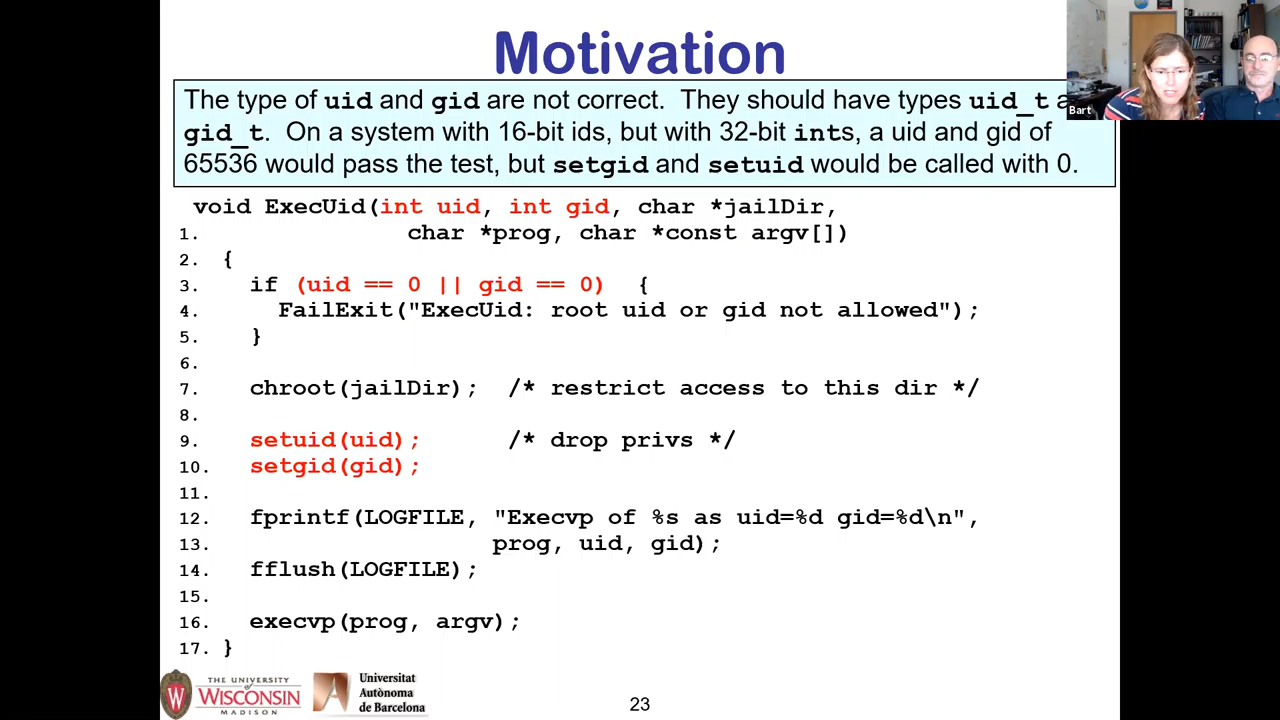 Motivation
The type of uid and gid are not correct. They should have types uid_t a
gid_t. On a system with 16-bit ids, but with 32-bit ints, a uid and gid of
65536 would pass the test, but setgid and setuid would be called with 0.
Bart
void ExecUid(int uid, int gid, char *jailDir,
1. char *prog, char *const argv[])
2. {
3. if (uid == 0 || gid == 0) {
4. FailExit("ExecUid: root uid or gid not allowed");
5. }
6.
7. chroot(jailDir); /* restrict access to this dir */
8.
9. setuid(uid); /* drop privs */
10. setgid(gid);
11.
12. fprintf(LOGFILE, "Execvp of %s as uid=%d gid=%d\n",
13. prog, uid, gid);
14. fflush(LOGFILE);
15.
16. execvp(prog, argv);
17. }
THE UNIVERSITY
of
WISCONSIN
MADISON
Universitat
Autònoma
de Barcelona
23